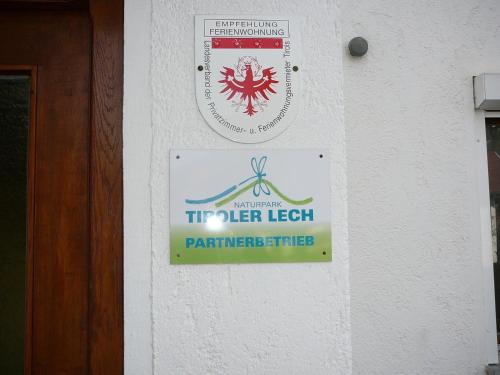 EMPFEHLUNG
FERIENWOHNUNG
Landesverband der Privatzimmer- u. Ferienwohnungsvermieter Tirols
NATURPARK
TIROLER LECH
PARTNERBETRIEB